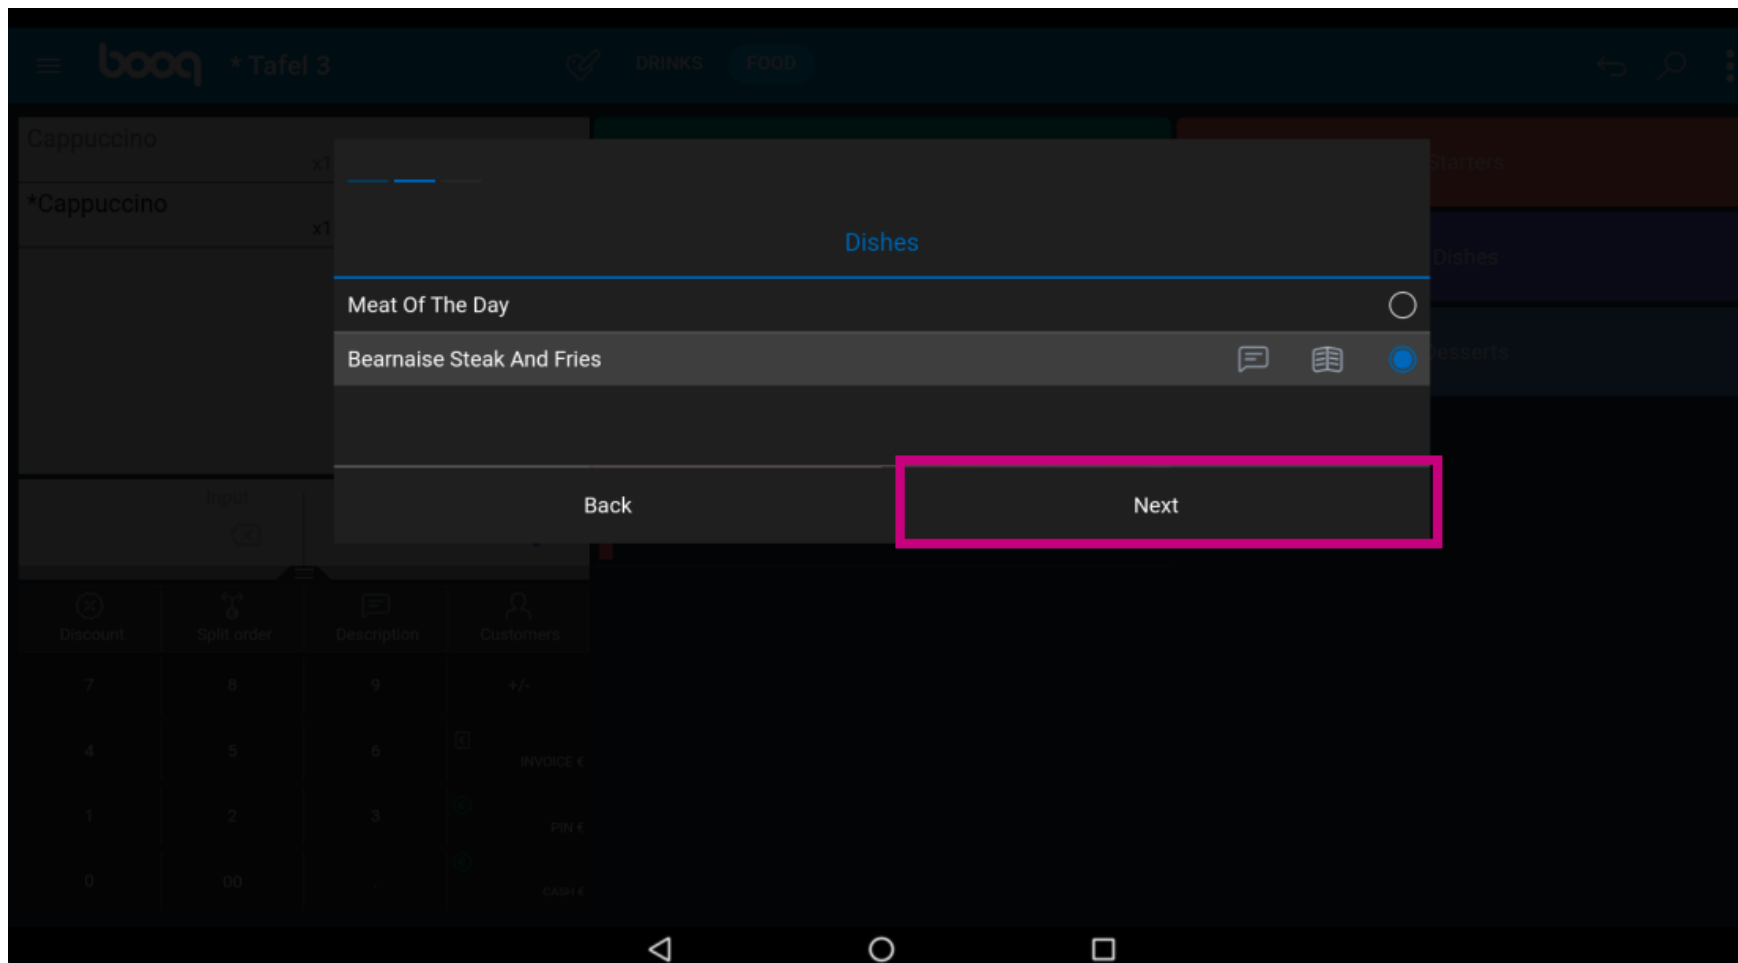 booq * Tafel 3 DRINKS FOOD
Cappuccino
x1
*Cappuccino
x1
Starters
Dishes
Desserts
Dishes
Meat Of The Day
Bearnaise Steak And Fries
Back Next
Input
Discount Split order Description Customers
7 8 9 +/-
4 5 6 INVOICE €
1 2 3 PIN €
0 00 . CASH €